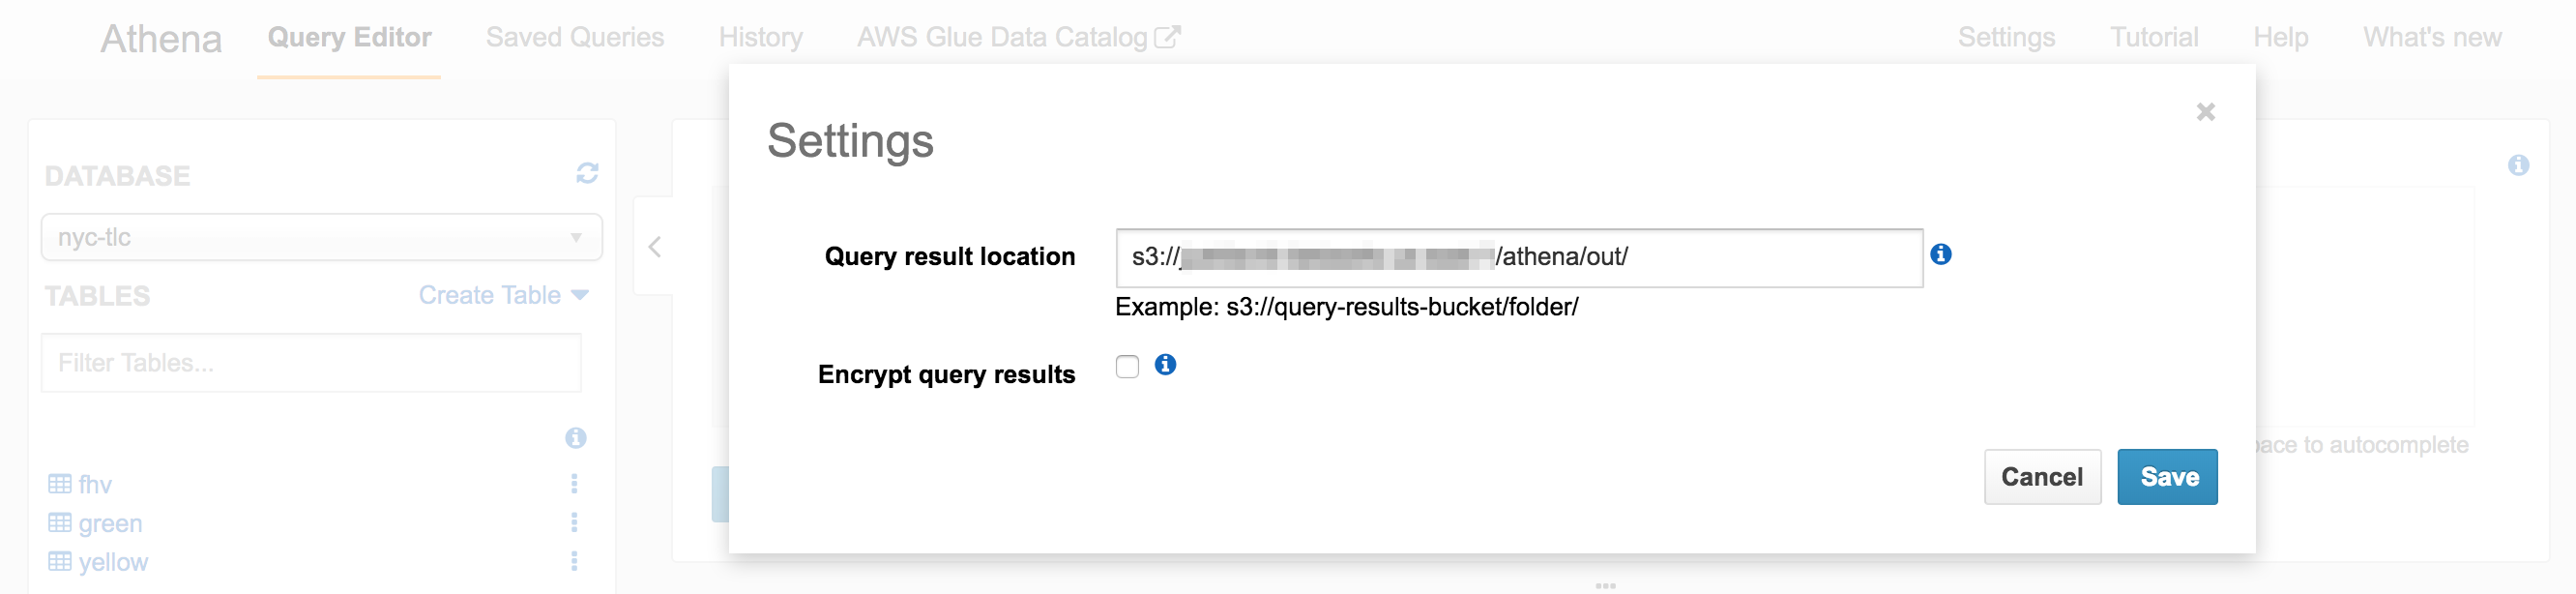 Athena Query Editor Saved Queries History AWS Glue Data Catalog Settings Tutorial Help What's new
Settings
DATABASE
nyc-tlc
Query result location s3:// /athena/out/
Example: s3://query-results-bucket/folder/
TABLES Create Table
Filter Tables...
Encrypt query results
to autocomplete
Cancel Save
fhv
green
yellow